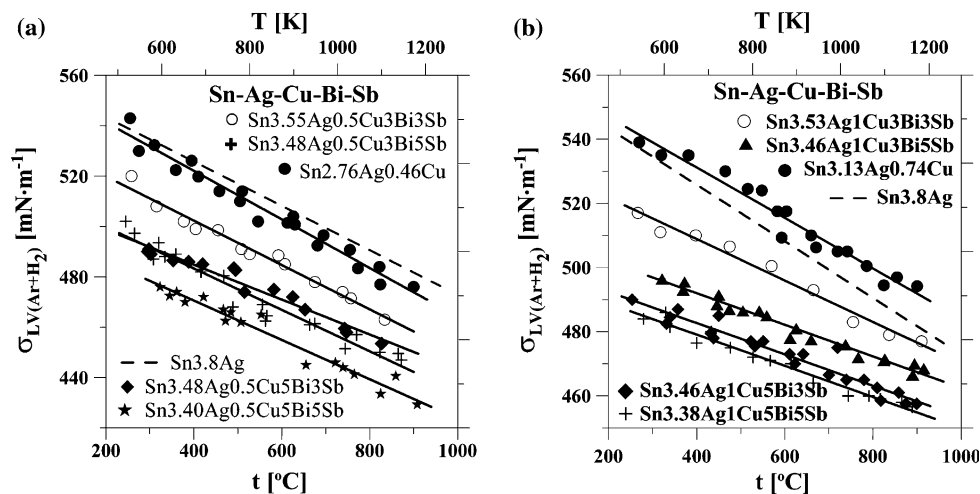 (a)
T [K]
600 800 1000 1200
560
520
480
440
σLV(Ar+H2) [mN·m-1]
Sn-Ag-Cu-Bi-Sb
Sn3.55Ag0.5Cu3Bi3Sb
Sn3.48Ag0.5Cu3Bi5Sb
Sn2.76Ag0.46Cu
Sn3.8Ag
Sn3.48Ag0.5Cu5Bi3Sb
Sn3.40Ag0.5Cu5Bi5Sb
200 400 600 800 1000
t [oC]
(b)
T [K]
600 800 1000 1200
560
540
520
500
480
460
σLV(Ar+H2) [mN·m-1]
Sn-Ag-Cu-Bi-Sb
Sn3.53Ag1Cu3Bi3Sb
Sn3.46Ag1Cu3Bi5Sb
Sn3.13Ag0.74Cu
Sn3.8Ag
Sn3.46Ag1Cu5Bi3Sb
Sn3.38Ag1Cu5Bi5Sb
200 400 600 800 1000
t [oC]